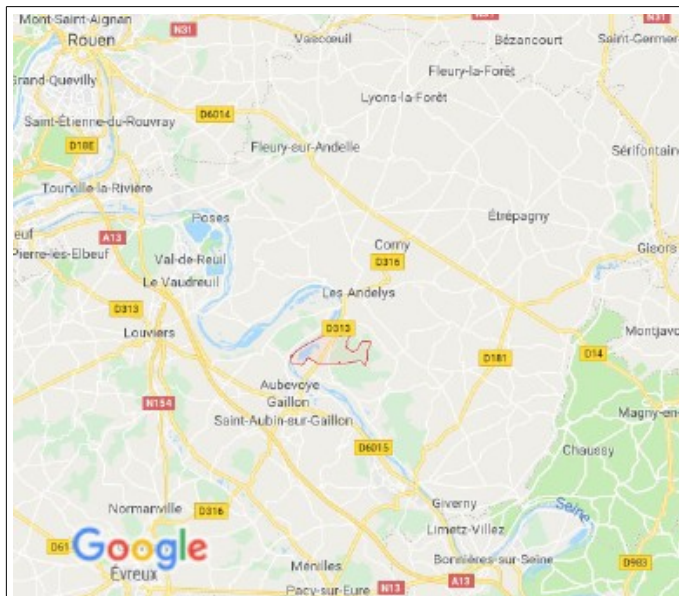 Mont-Saint-Aignan
N31
N31
Rouen
Vascœuil
Bézancourt
Saint-Germer
Grand-Quevilly
Fleury-la-Forêt
Lyons-la-Forêt
D6014
Saint-Étienne-du-Rouvray
D18E
Fleury-sur-Andelle
Sérifontaine
Tourville-la-Rivière
Poses
Étrépagny
euf
A13
Corny
Gisors
Pierre-lès-Elbeuf
Val-de-Reuil
D316
Le Vaudreuil
Les Andelys
D313
D313
Montjavo
Louviers
D181
D14
Aubevoye
Gaillon
N154
Magny-en-
Saint-Aubin-sur-Gaillon
D6015
Chaussy
Normanville
D316
Giverny
Seine
Limetz-Villez
D61
Google
Ménilles
Bonnières-sur-Seine
D983
Évreux
Pacy-sur-Eure
N13
A13